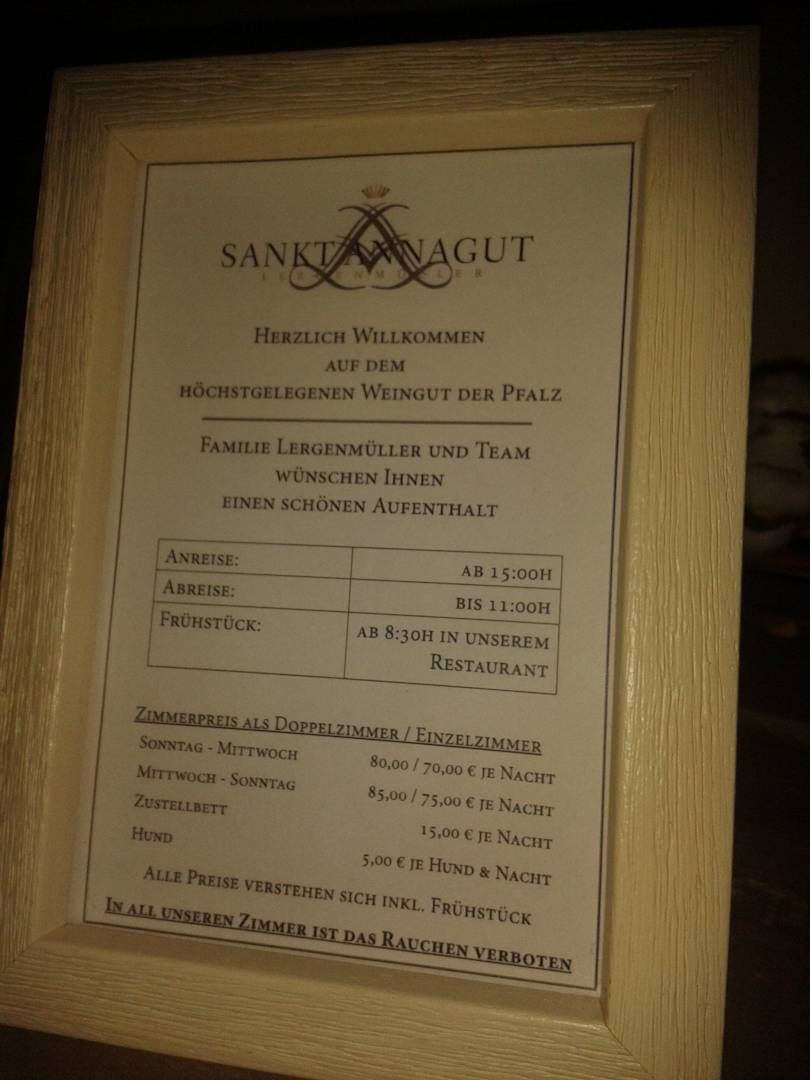 SANKT ANNAGUT
LERGENMÜLLER
HERZLICH WILLKOMMEN
AUF DEM
HÖCHSTGELEGENEN WEINGUT DER PFALZ
FAMILIE LERGENMÜLLER UND TEAM
WÜNSCHEN IHNEN
EINEN SCHÖNEN AUFENTHALT
ANREISE: AB 15:00H
ABREISE: BIS 11:00H
FRÜHSTÜCK: AB 8:30H IN UNSEREM
RESTAURANT
ZIMMERPREIS ALS DOPPELZIMMER / EINZELZIMMER
SONNTAG - MITTWOCH 80,00 / 70,00 € JE NACHT
MITTWOCH - SONNTAG 85,00 / 75,00 € JE NACHT
ZUSTELLBETT 15,00 € JE NACHT
HUND 5,00 € JE HUND & NACHT
ALLE PREISE VERSTEHEN SICH INKL. FRÜHSTÜCK
IN ALL UNSEREN ZIMMER IST DAS RAUCHEN VERBOTEN